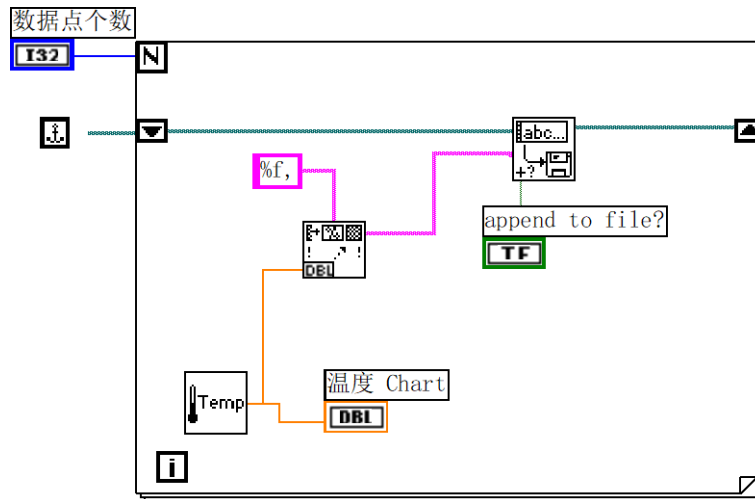 数据点个数
I32
N
abc...
+?
%f,
append to file?
TF
DBL
Temp
温度 Chart
DBL
i